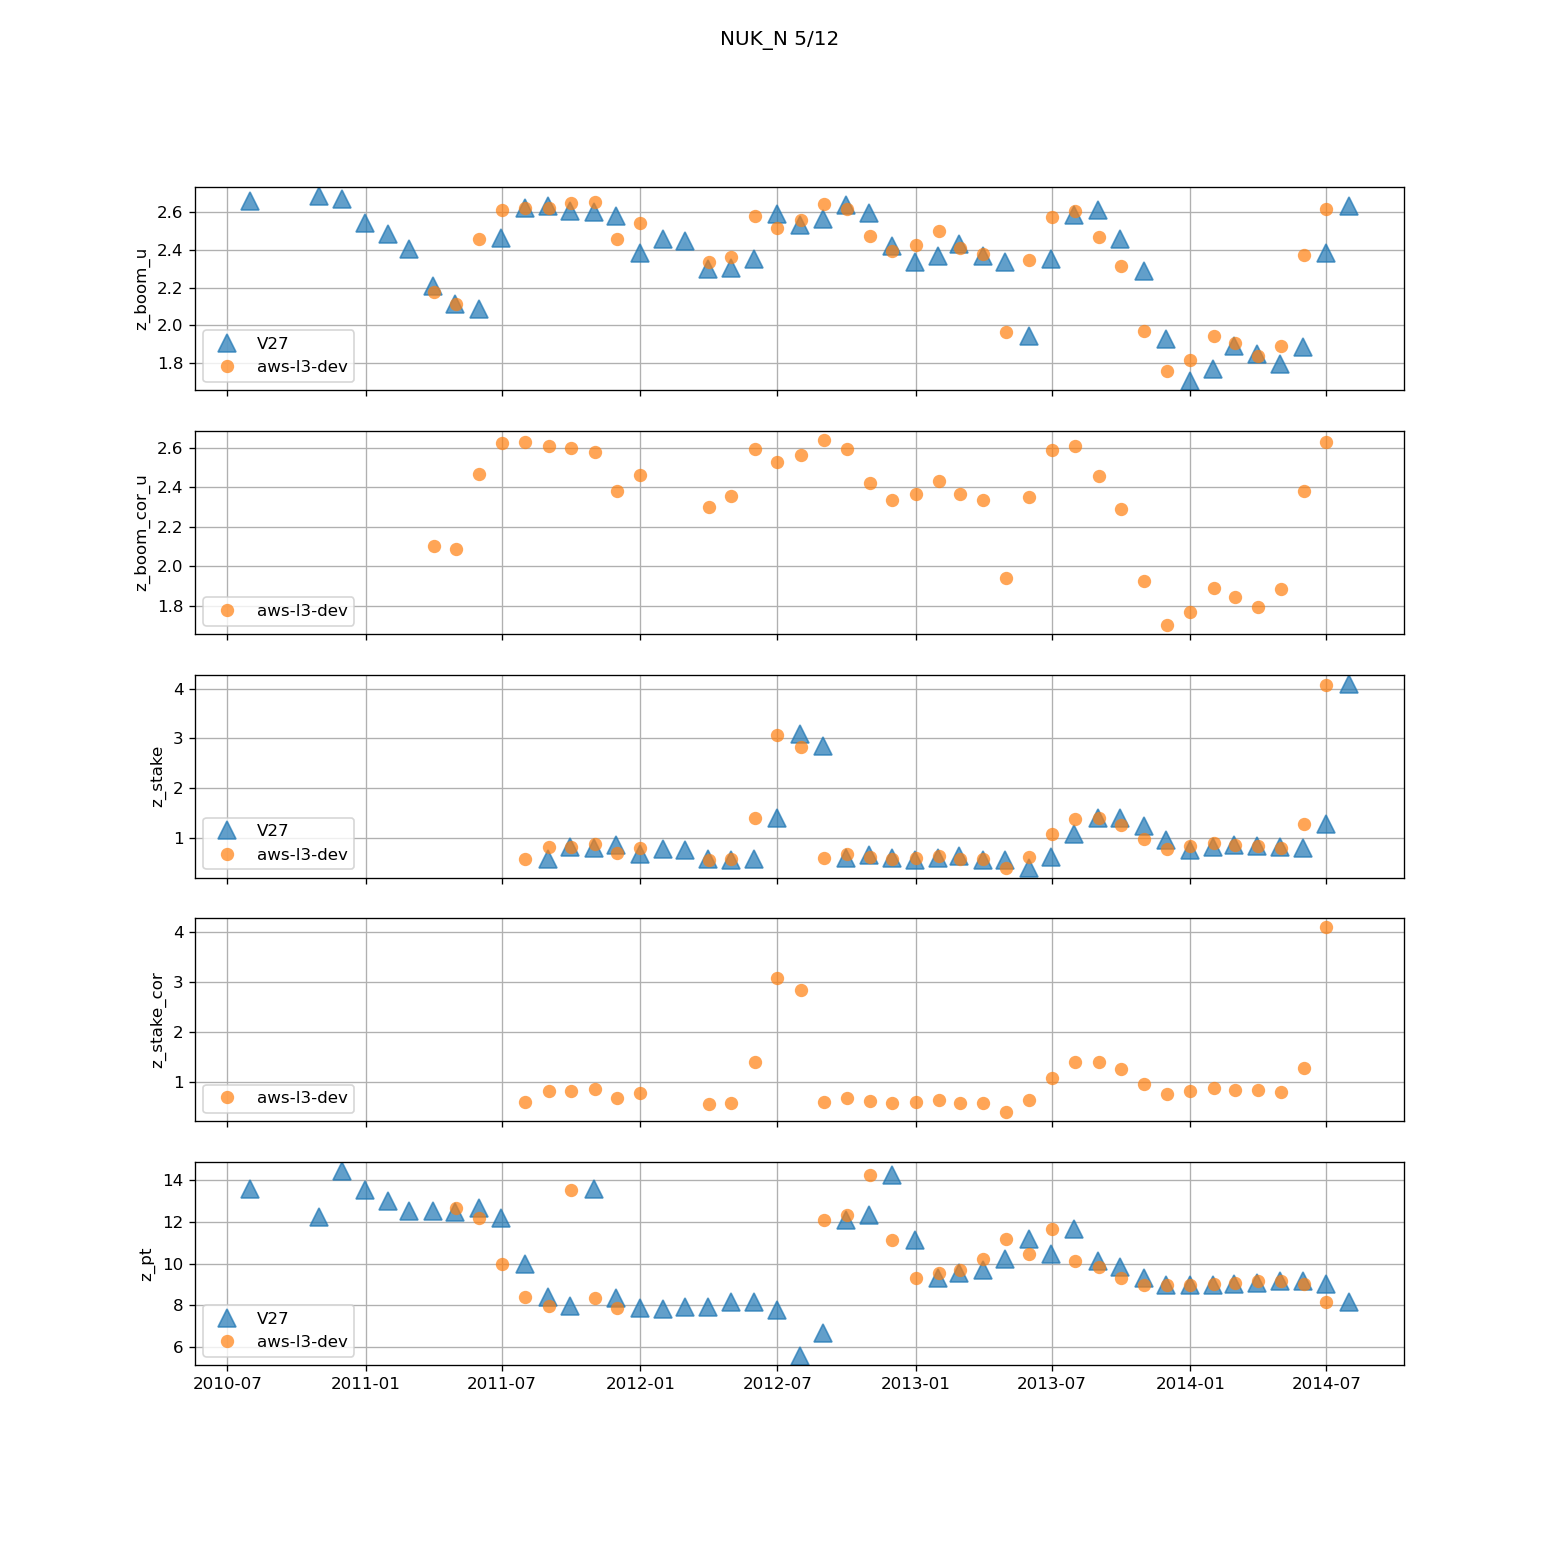 NUK_N 5/12
z_boom_u
2.6
2.4
2.2
2.0
1.8
V27
aws-l3-dev
z_boom_cor_u
2.6
2.4
2.2
2.0
1.8
aws-l3-dev
z_stake
4
3
2
1
V27
aws-l3-dev
z_stake_cor
4
3
2
1
aws-l3-dev
z_pt
14
12
10
8
6
V27
aws-l3-dev
2010-07 2011-01 2011-07 2012-01 2012-07 2013-01 2013-07 2014-01 2014-07